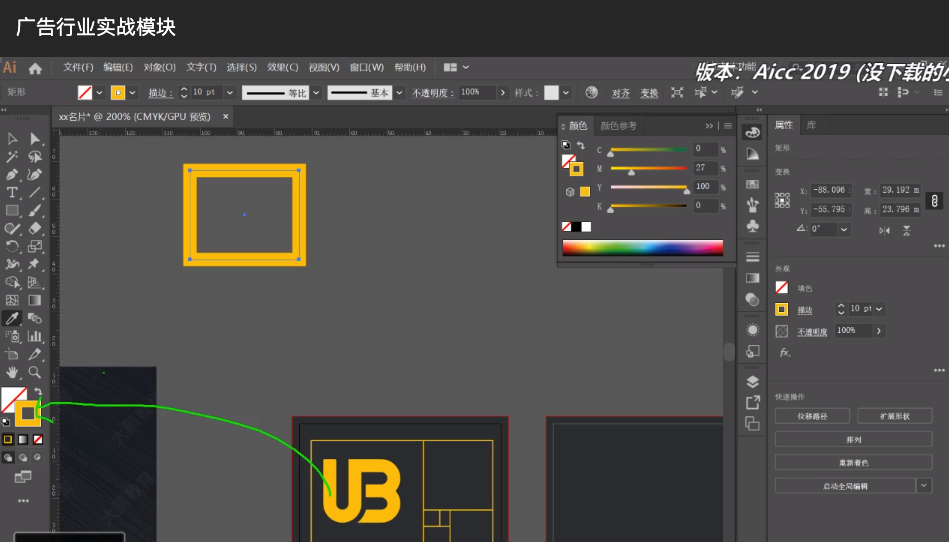 广告行业实战模块
Ai 文件(F) 编辑(E) 对象(O) 文字(T) 选择(S) 效果(C) 视图(V) 窗口(W) 帮助(H)
版本：Aicc 2019 (没下载的
矩形 描边： 10 pt 等比 基本 不透明度： 100% 样式： 对齐 变换
xx名片* @ 200% (CMYK/GPU 预览) ×
颜色 颜色参考
C 0 %
M 27 %
Y 100 %
K 0 %
属性 库
矩形
变换
X: -88.096 宽: 29.192 m
Y: -55.795 高: 23.796 m
0°
外观
填色
描边 10 pt
不透明度 100%
fx,
快速操作
位移路径 扩展形状
排列
重新着色
启动全局编辑
UB